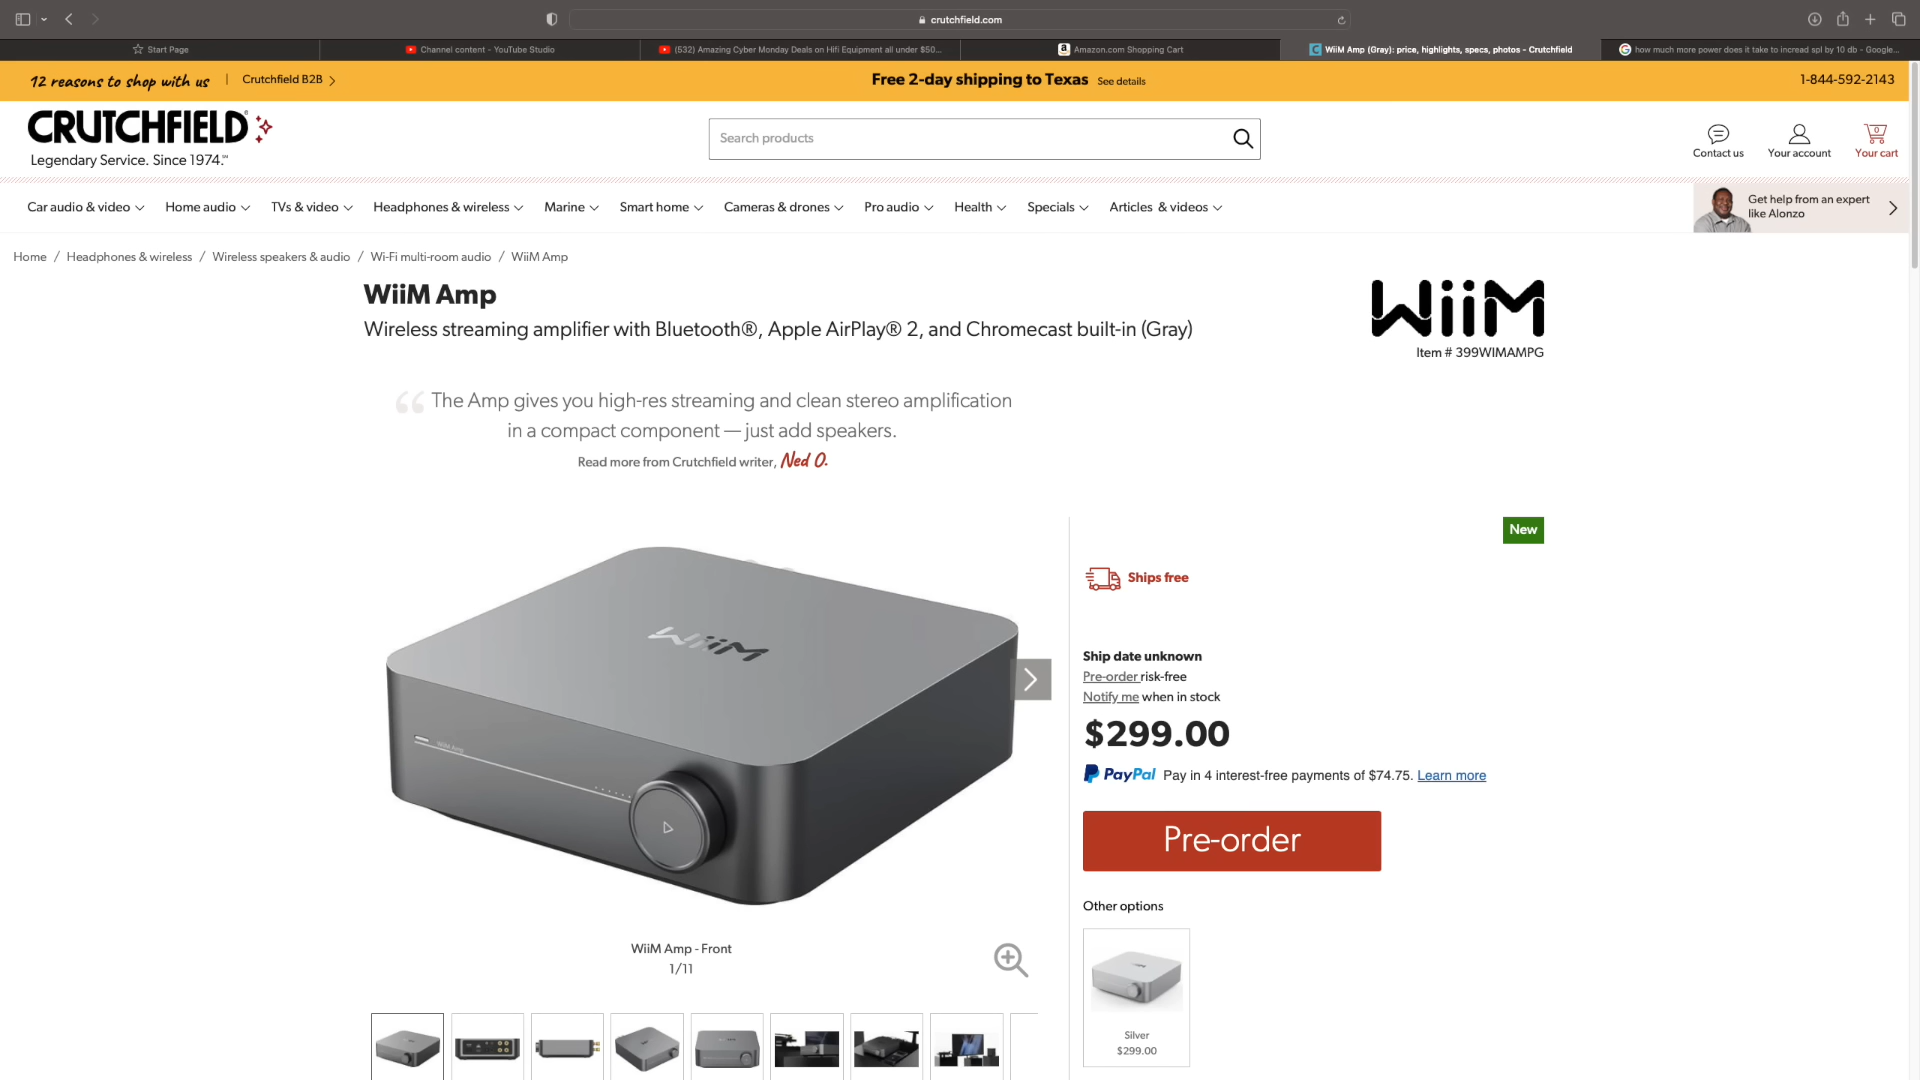 crutchfield.com
Start Page
Channel content - YouTube Studio
(532) Amazing Cyber Monday Deals on Hifi Equipment all under $50...
Amazon.com Shopping Cart
WiiM Amp (Gray): price, highlights, specs, photos - Crutchfield
how much more power does it take to incread spl by 10 db - Google...
12 reasons to shop with us | Crutchfield B2B
Free 2-day shipping to Texas See details
1-844-592-2143
CRUTCHFIELD
Legendary Service. Since 1974.℠
Search products
Contact us
Your account
0
Your cart
Car audio & video
Home audio
TVs & video
Headphones & wireless
Marine
Smart home
Cameras & drones
Pro audio
Health
Specials
Articles & videos
Get help from an expert
like Alonzo
Home / Headphones & wireless / Wireless speakers & audio / Wi-Fi multi-room audio / WiiM Amp
WiiM Amp
Wireless streaming amplifier with Bluetooth®, Apple AirPlay® 2, and Chromecast built-in (Gray)
WiiM
Item # 399WIMAMPG
“ The Amp gives you high-res streaming and clean stereo amplification
in a compact component — just add speakers.
Read more from Crutchfield writer, Ned O.
New
WiiM
WiiM Amp
Ships free
Ship date unknown
Pre-order risk-free
Notify me when in stock
$299.00
PayPal Pay in 4 interest-free payments of $74.75. Learn more
Pre-order
Other options
WiiM Amp - Front
1/11
Silver
$299.00